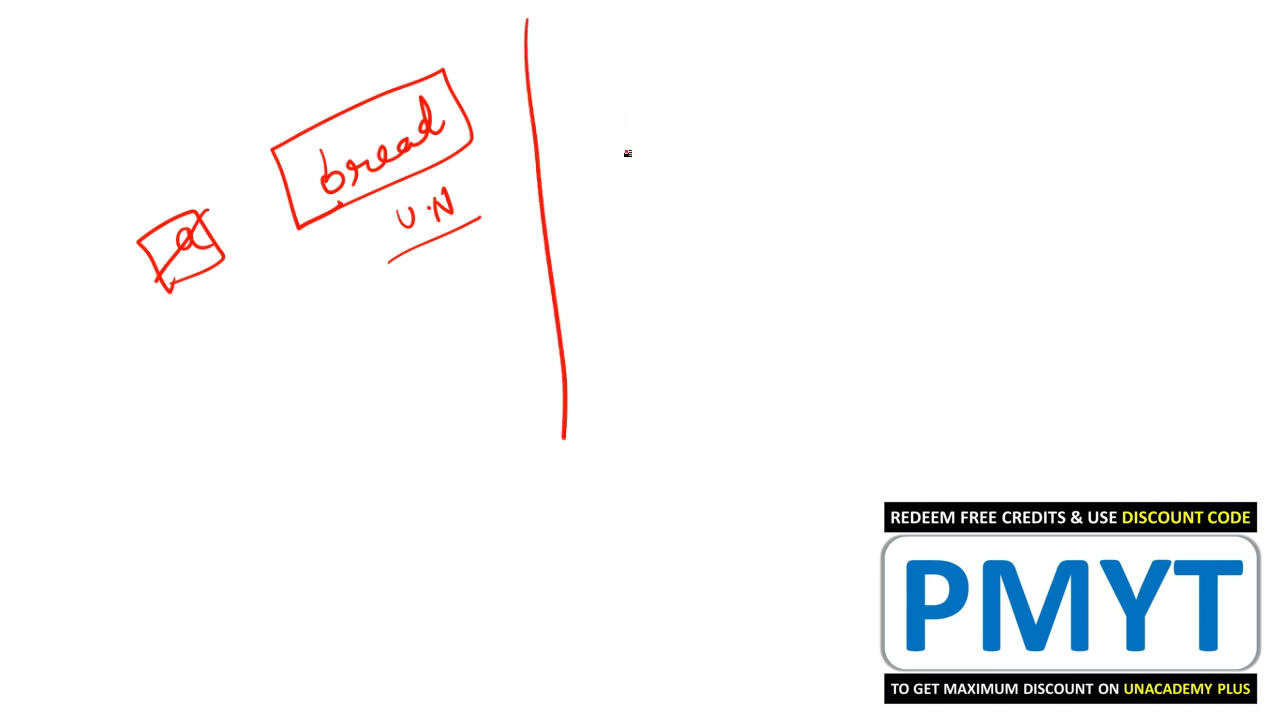 bread
U.N
a
REDEEM FREE CREDITS & USE DISCOUNT CODE
PMYT
TO GET MAXIMUM DISCOUNT ON UNACADEMY PLUS